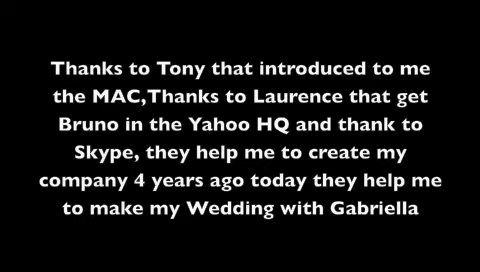 Thanks to Tony that introduced to me
the MAC,Thanks to Laurence that get
Bruno in the Yahoo HQ and thank to
Skype, they help me to create my
company 4 years ago today they help me
to make my Wedding with Gabriella